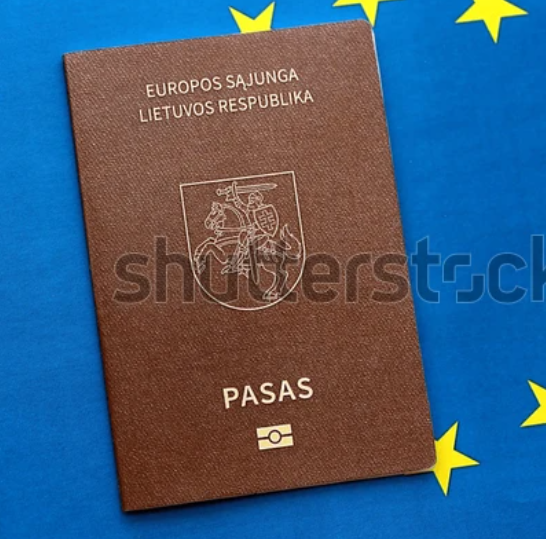 EUROPOS SĄJUNGA
LIETUVOS RESPUBLIKA
shutterstock
PASAS